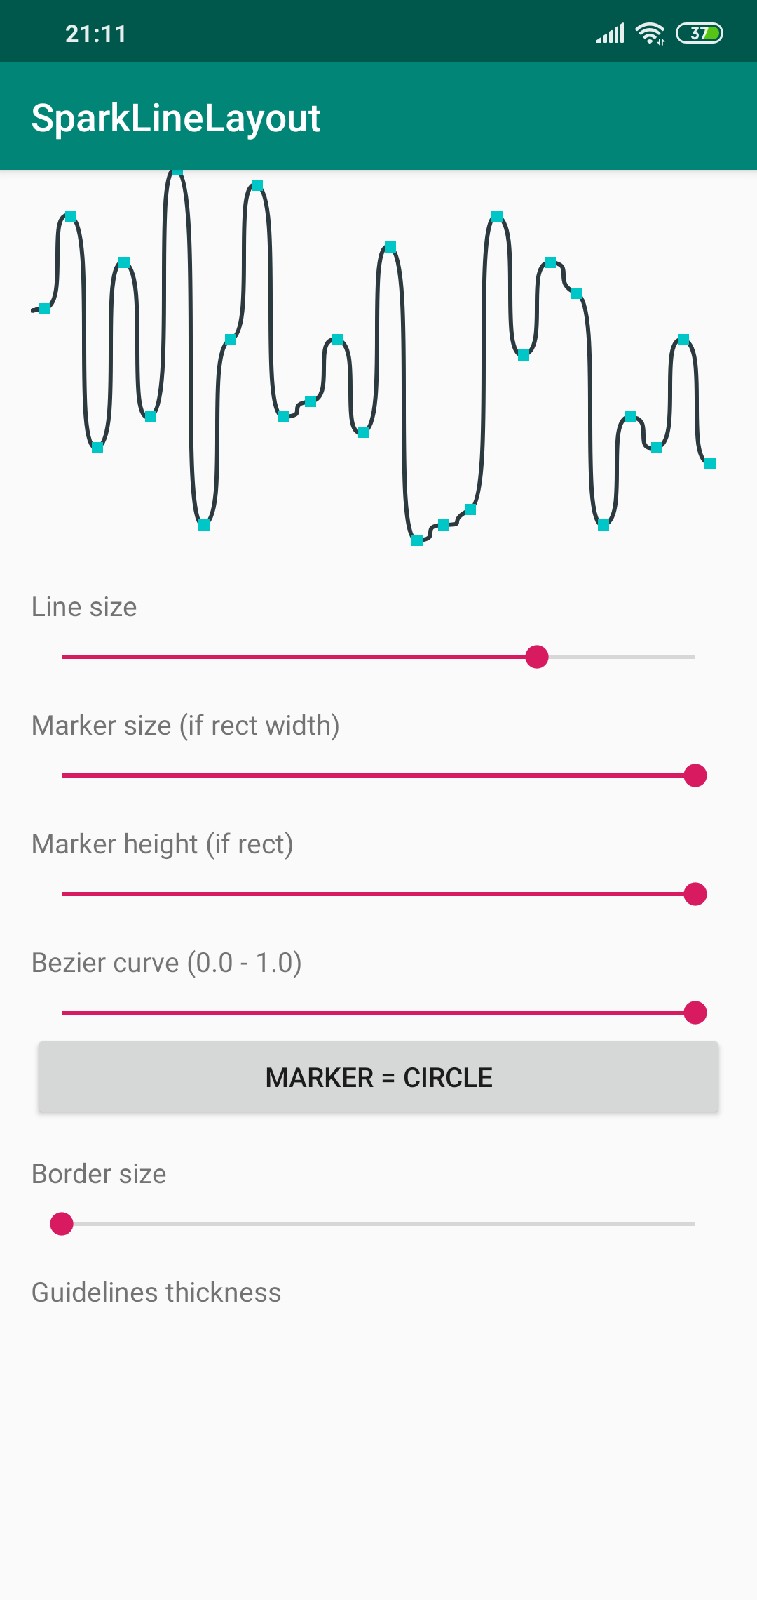 21:11
37
SparkLineLayout
Line size
Marker size (if rect width)
Marker height (if rect)
Bezier curve (0.0 - 1.0)
MARKER = CIRCLE
Border size
Guidelines thickness